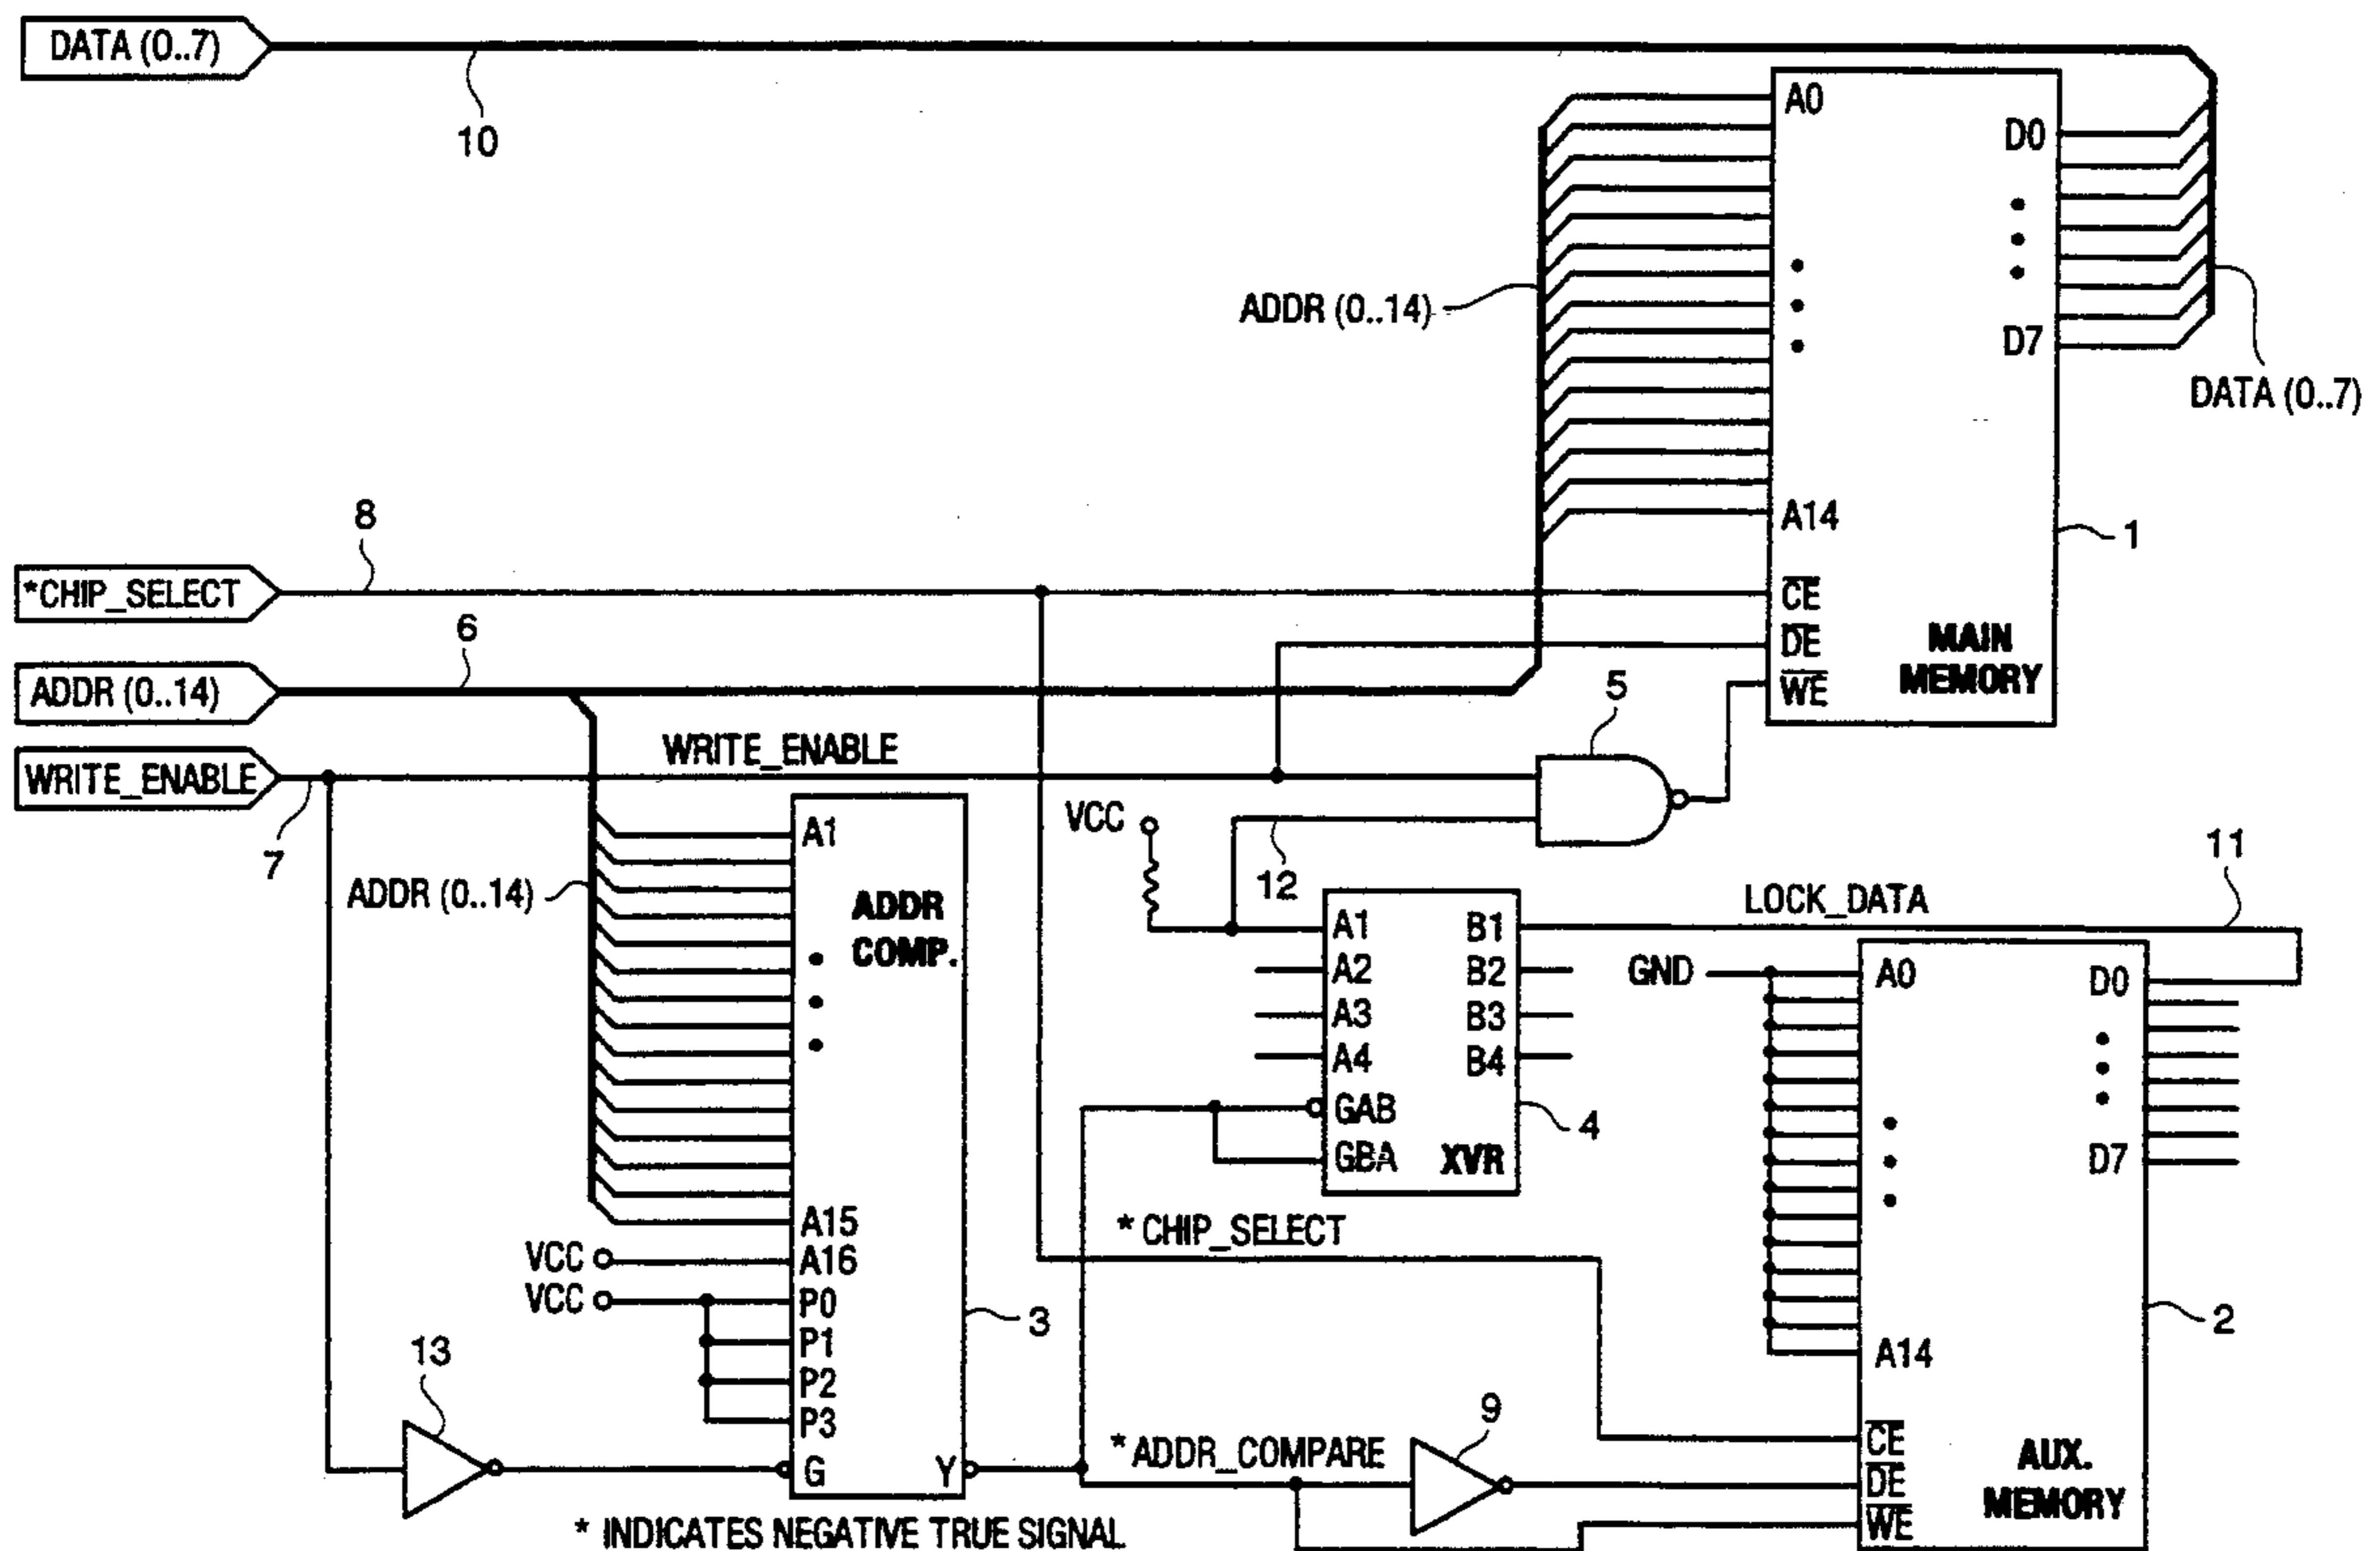 DATA (0..7)
10
A0
D0
ADDR (0..14)
D7
DATA (0..7)
A14
1
8
*CHIP_SELECT
CE
6
DE
MAIN
MEMORY
ADDR (0..14)
WE
5
WRITE_ENABLE
WRITE_ENABLE
7
VCC
A1
12
11
ADDR (0..14)
ADDR
COMP.
LOCK_DATA
A1
B1
A2
B2
GND
A0
D0
A3
B3
A4
B4
GAB
4
GBA
XVR
D7
A15
*CHIP_SELECT
VCC
A16
VCC
P0
3
2
P1
13
A14
P2
9
P3
*ADDR_COMPARE
CE
G
Y
DE
AUX.
MEMORY
WE
* INDICATES NEGATIVE TRUE SIGNAL